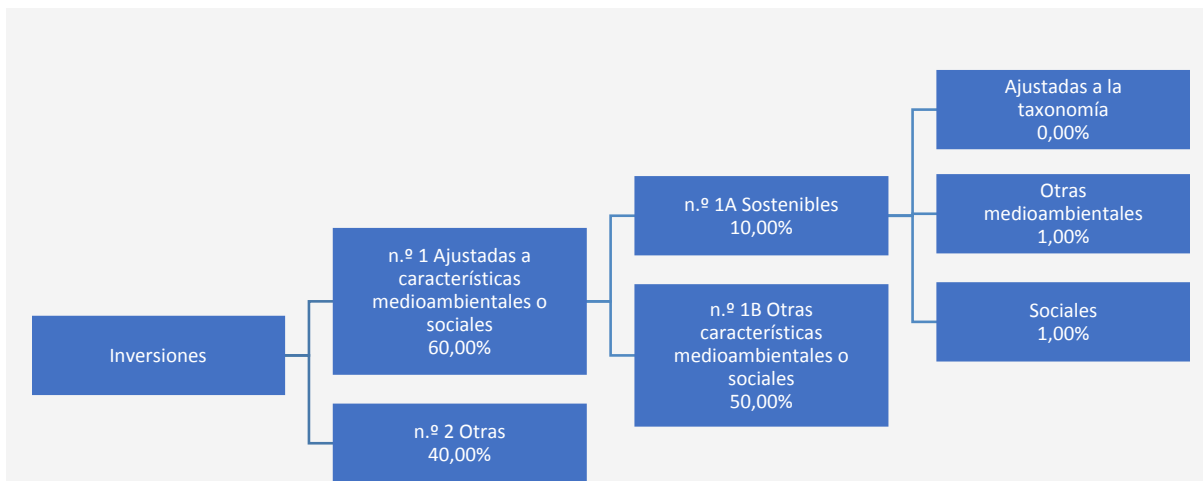 Inversiones
n.º 1 Ajustadas a
características
medioambientales o
sociales
60,00%
n.º 2 Otras
40,00%
n.º 1A Sostenibles
10,00%
n.º 1B Otras
características
medioambientales o
sociales
50,00%
Ajustadas a la
taxonomía
0,00%
Otras
medioambientales
1,00%
Sociales
1,00%